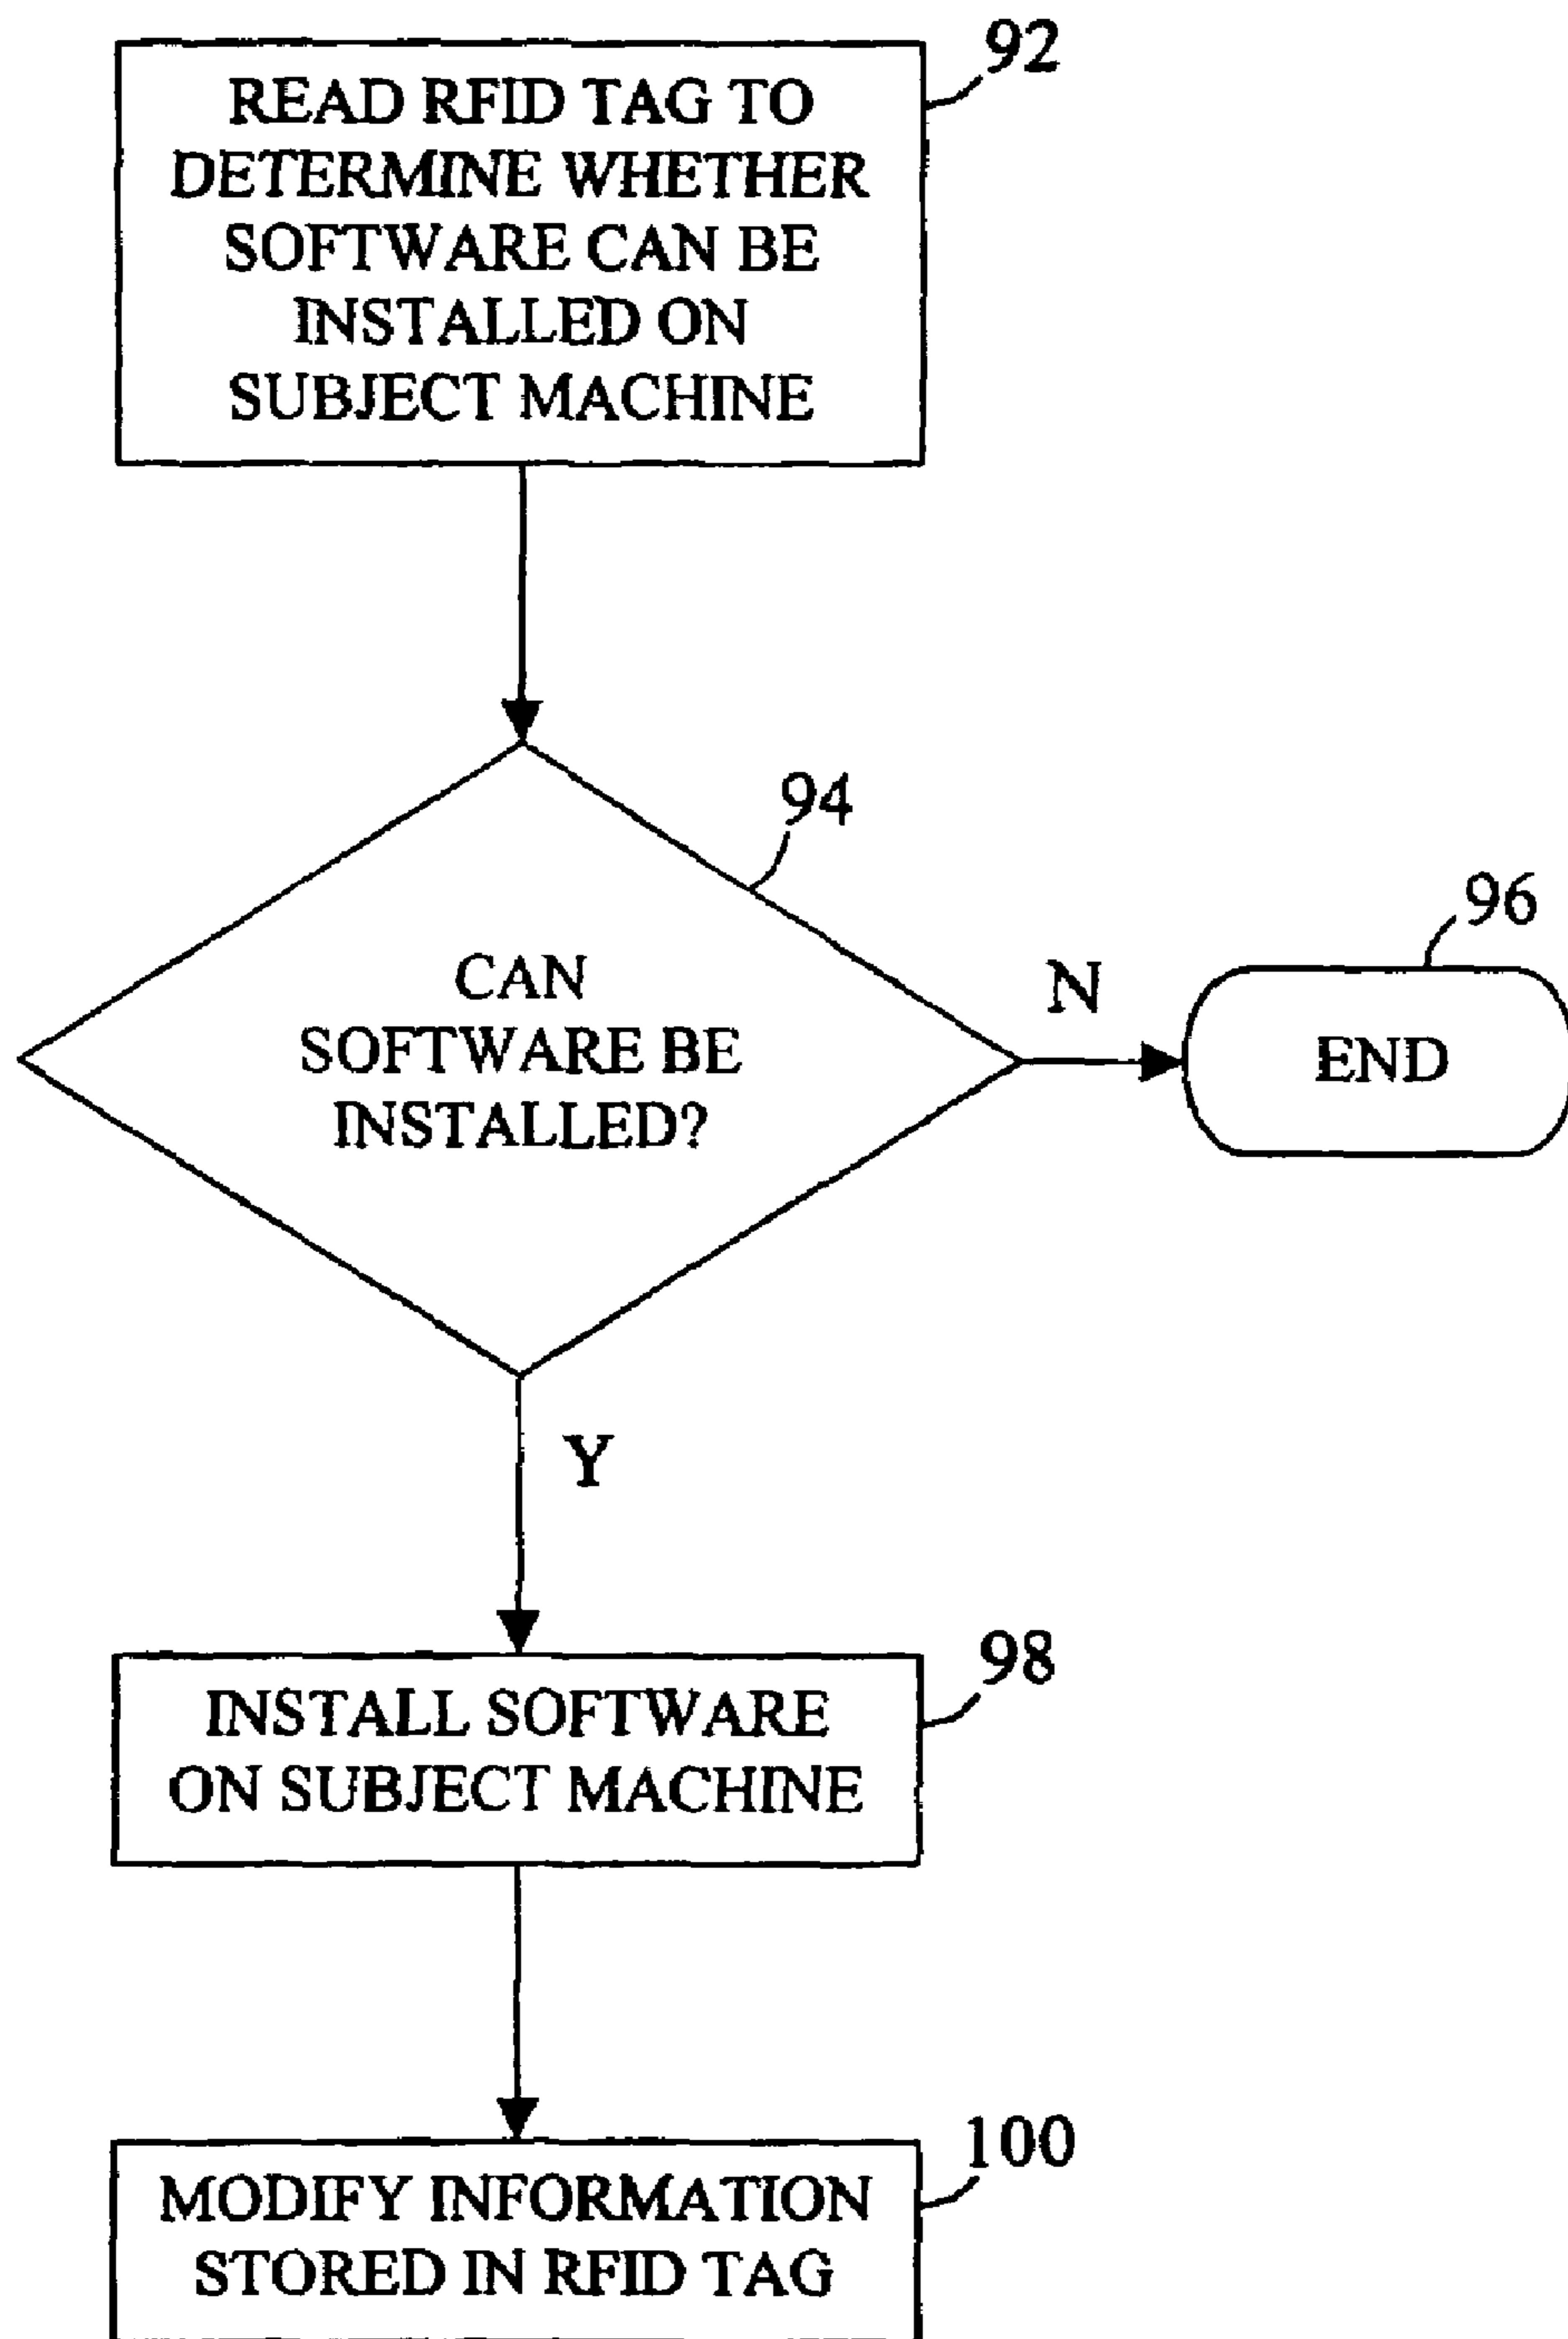 92
READ RFID TAG TO
DETERMINE WHETHER
SOFTWARE CAN BE
INSTALLED ON
SUBJECT MACHINE
94
CAN
SOFTWARE BE
INSTALLED?
N
96
END
Y
98
INSTALL SOFTWARE
ON SUBJECT MACHINE
100
MODIFY INFORMATION
STORED IN RFID TAG